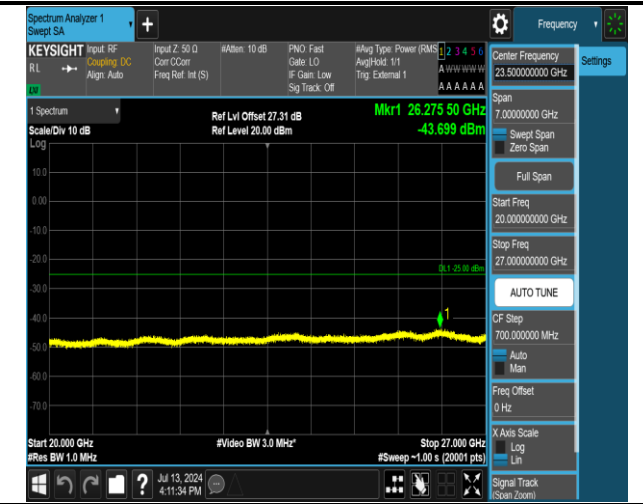 Spectrum Analyzer 1
Swept SA
+
Frequency
KEYSIGHT
RL
Input: RF
Coupling: DC
Align: Auto
Input Z: 50 Ω
Corr CCorr
Freq Ref: Int (S)
#Atten: 10 dB
PNO: Fast
Gate: LO
IF Gain: Low
Sig Track: Off
#Avg Type: Power (RMS
Avg|Hold: 1/1
Trig: External 1
1 2 3 4 5 6
A W W W W W
A A A A A A
Center Frequency
23.500000000 GHz
Settings
Span
7.00000000 GHz
Swept Span
Zero Span
Full Span
Start Freq
20.000000000 GHz
Stop Freq
27.000000000 GHz
AUTO TUNE
CF Step
700.000000 MHz
Auto
Man
Freq Offset
0 Hz
X Axis Scale
Log
Lin
Signal Track
(Span Zoom)
1 Spectrum
Scale/Div 10 dB
Log
Ref Lvl Offset 27.31 dB
Ref Level 20.00 dBm
Mkr1 26.275 50 GHz
-43.699 dBm
10.0
0.00
-10.0
-20.0
DL1 -25.00 dBm
-30.0
-40.0
1
-50.0
-60.0
-70.0
Start 20.000 GHz
#Res BW 1.0 MHz
#Video BW 3.0 MHz*
Stop 27.000 GHz
#Sweep ~1.00 s (20001 pts)
?
Jul 13, 2024
4:11:34 PM